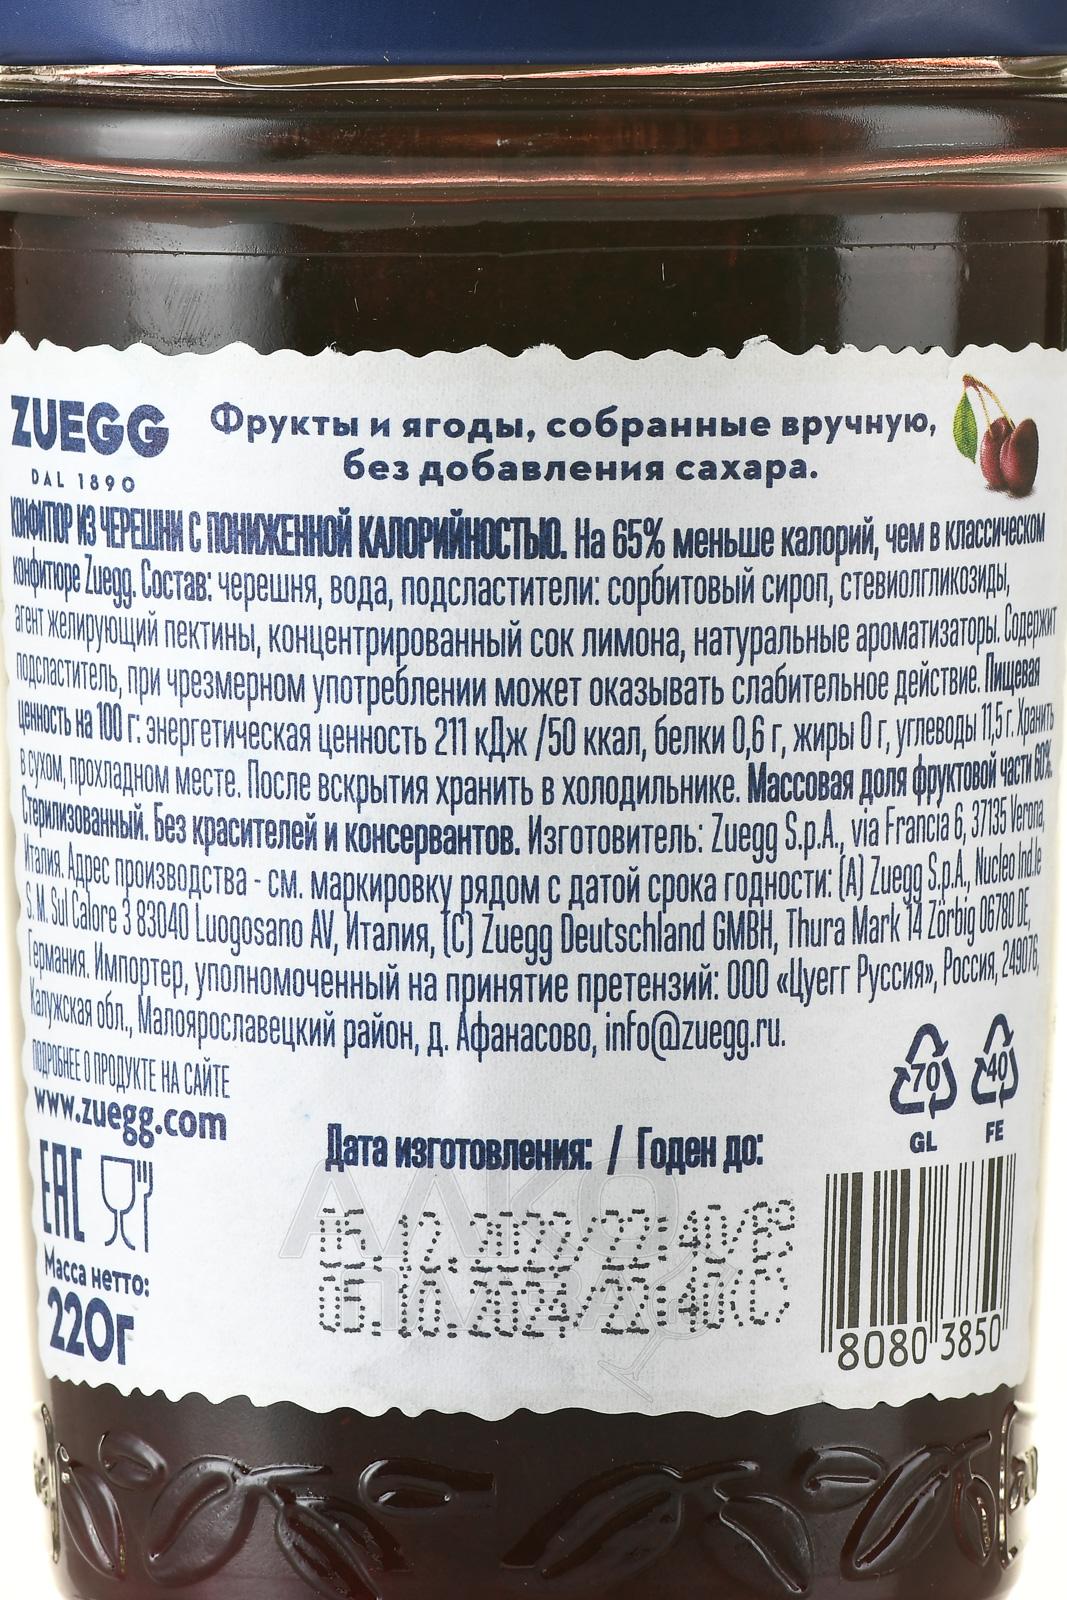 ZUEGG
DAL 1890
Фрукты и ягоды, собранные вручную,
без добавления сахара.
КОНФИТЮР ИЗ ЧЕРЕШНИ С ПОНИЖЕННОЙ КАЛОРИЙНОСТЬЮ. На 65% меньше калорий, чем в классическом
конфитюре Zuegg. Состав: черешня, вода, подсластители: сорбитовый сироп, стевиолгликозиды,
агент желирующий пектины, концентрированный сок лимона, натуральные ароматизаторы. Содержит
подсластитель, при чрезмерном употреблении может оказывать слабительное действие. Пищевая
ценность на 100 г: энергетическая ценность 211 кДж /50 ккал, белки 0,6 г, жиры 0 г, углеводы 11,5 г. Хранить
в сухом, прохладном месте. После вскрытия хранить в холодильнике. Массовая доля фруктовой части 60%.
Стерилизованный. Без красителей и консервантов. Изготовитель: Zuegg S.p.A., via Francia 6, 37135 Verona,
Италия. Адрес производства - см. маркировку рядом с датой срока годности: (A) Zuegg S.p.A., Nucleo Ind.le
S. M. Sul Calore 3 83040 Luogosano AV, Италия, (C) Zuegg Deutschland GMBH, Thura Mark 14 Zörbig 06780 DE,
Германия. Импортер, уполномоченный на принятие претензий: ООО «Цуегг Руссия», Россия, 249076,
Калужская обл., Малоярославецкий район, д. Афанасово, info@zuegg.ru.
ПОДРОБНЕЕ О ПРОДУКТЕ НА САЙТЕ
www.zuegg.com
70
GL
40
FE
EAC
Дата изготовления: / Годен до:
05.10.2024/22:40(C)
Масса нетто:
220г
8080 3850